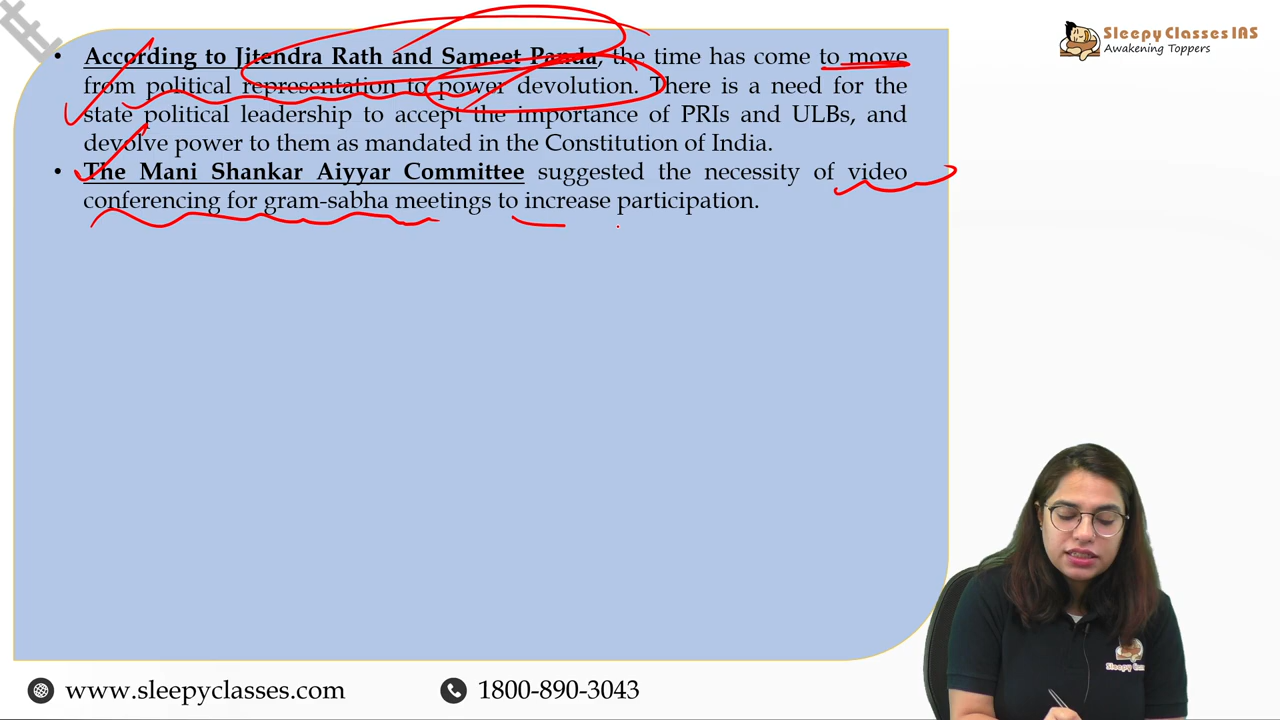 Sleepy Classes IAS
Awakening Toppers
• According to Jitendra Rath and Sameet Panda, the time has come to move
from political representation to power devolution. There is a need for the
state political leadership to accept the importance of PRIs and ULBs, and
devolve power to them as mandated in the Constitution of India.
• The Mani Shankar Aiyyar Committee suggested the necessity of video
conferencing for gram-sabha meetings to increase participation.
www.sleepyclasses.com
1800-890-3043